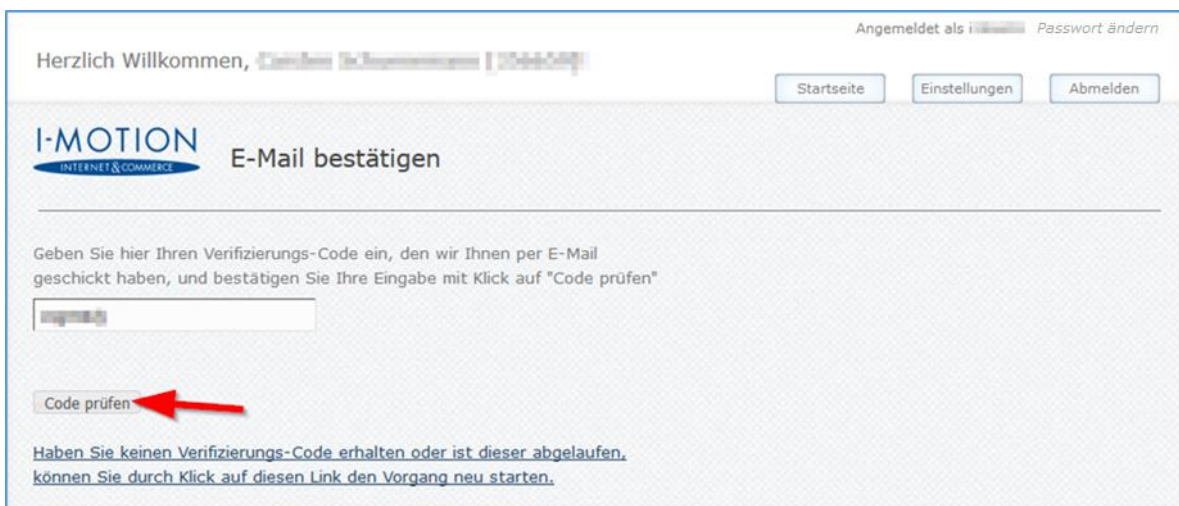 Angemeldet als Passwort ändern
Herzlich Willkommen,
Startseite Einstellungen Abmelden
I-MOTION
INTERNET&COMMERCE
E-Mail bestätigen
Geben Sie hier Ihren Verifizierungs-Code ein, den wir Ihnen per E-Mail
geschickt haben, und bestätigen Sie Ihre Eingabe mit Klick auf "Code prüfen"
Code prüfen
Haben Sie keinen Verifizierungs-Code erhalten oder ist dieser abgelaufen,
können Sie durch Klick auf diesen Link den Vorgang neu starten.